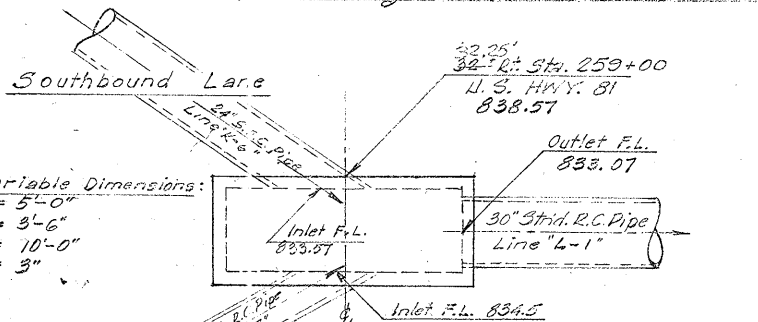 32.25'
32' Rt. Sta. 259+00
U.S. HWY. 81
838.57
Southbound Lane
24" S.T.C. Pipe
Line "K-6"
Outlet F.L.
833.07
Variable Dimensions:
= 5'-0"
= 3'-6"
= 10'-0"
= 3"
Inlet F.L.
833.57
30" Strd. R.C. Pipe
Line "L-1"
R.C. Pipe
Inlet F.L. 834.5